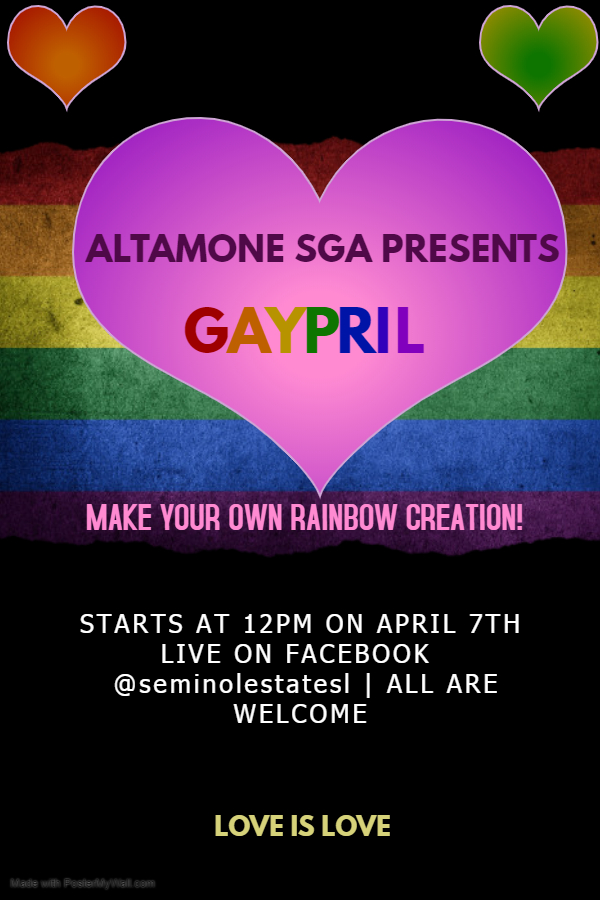 ALTAMONE SGA PRESENTS
GAYPRIL
MAKE YOUR OWN RAINBOW CREATION!
STARTS AT 12PM ON APRIL 7TH
LIVE ON FACEBOOK
@seminolestatesl | ALL ARE
WELCOME
LOVE IS LOVE
Made with PosterMyWall.com